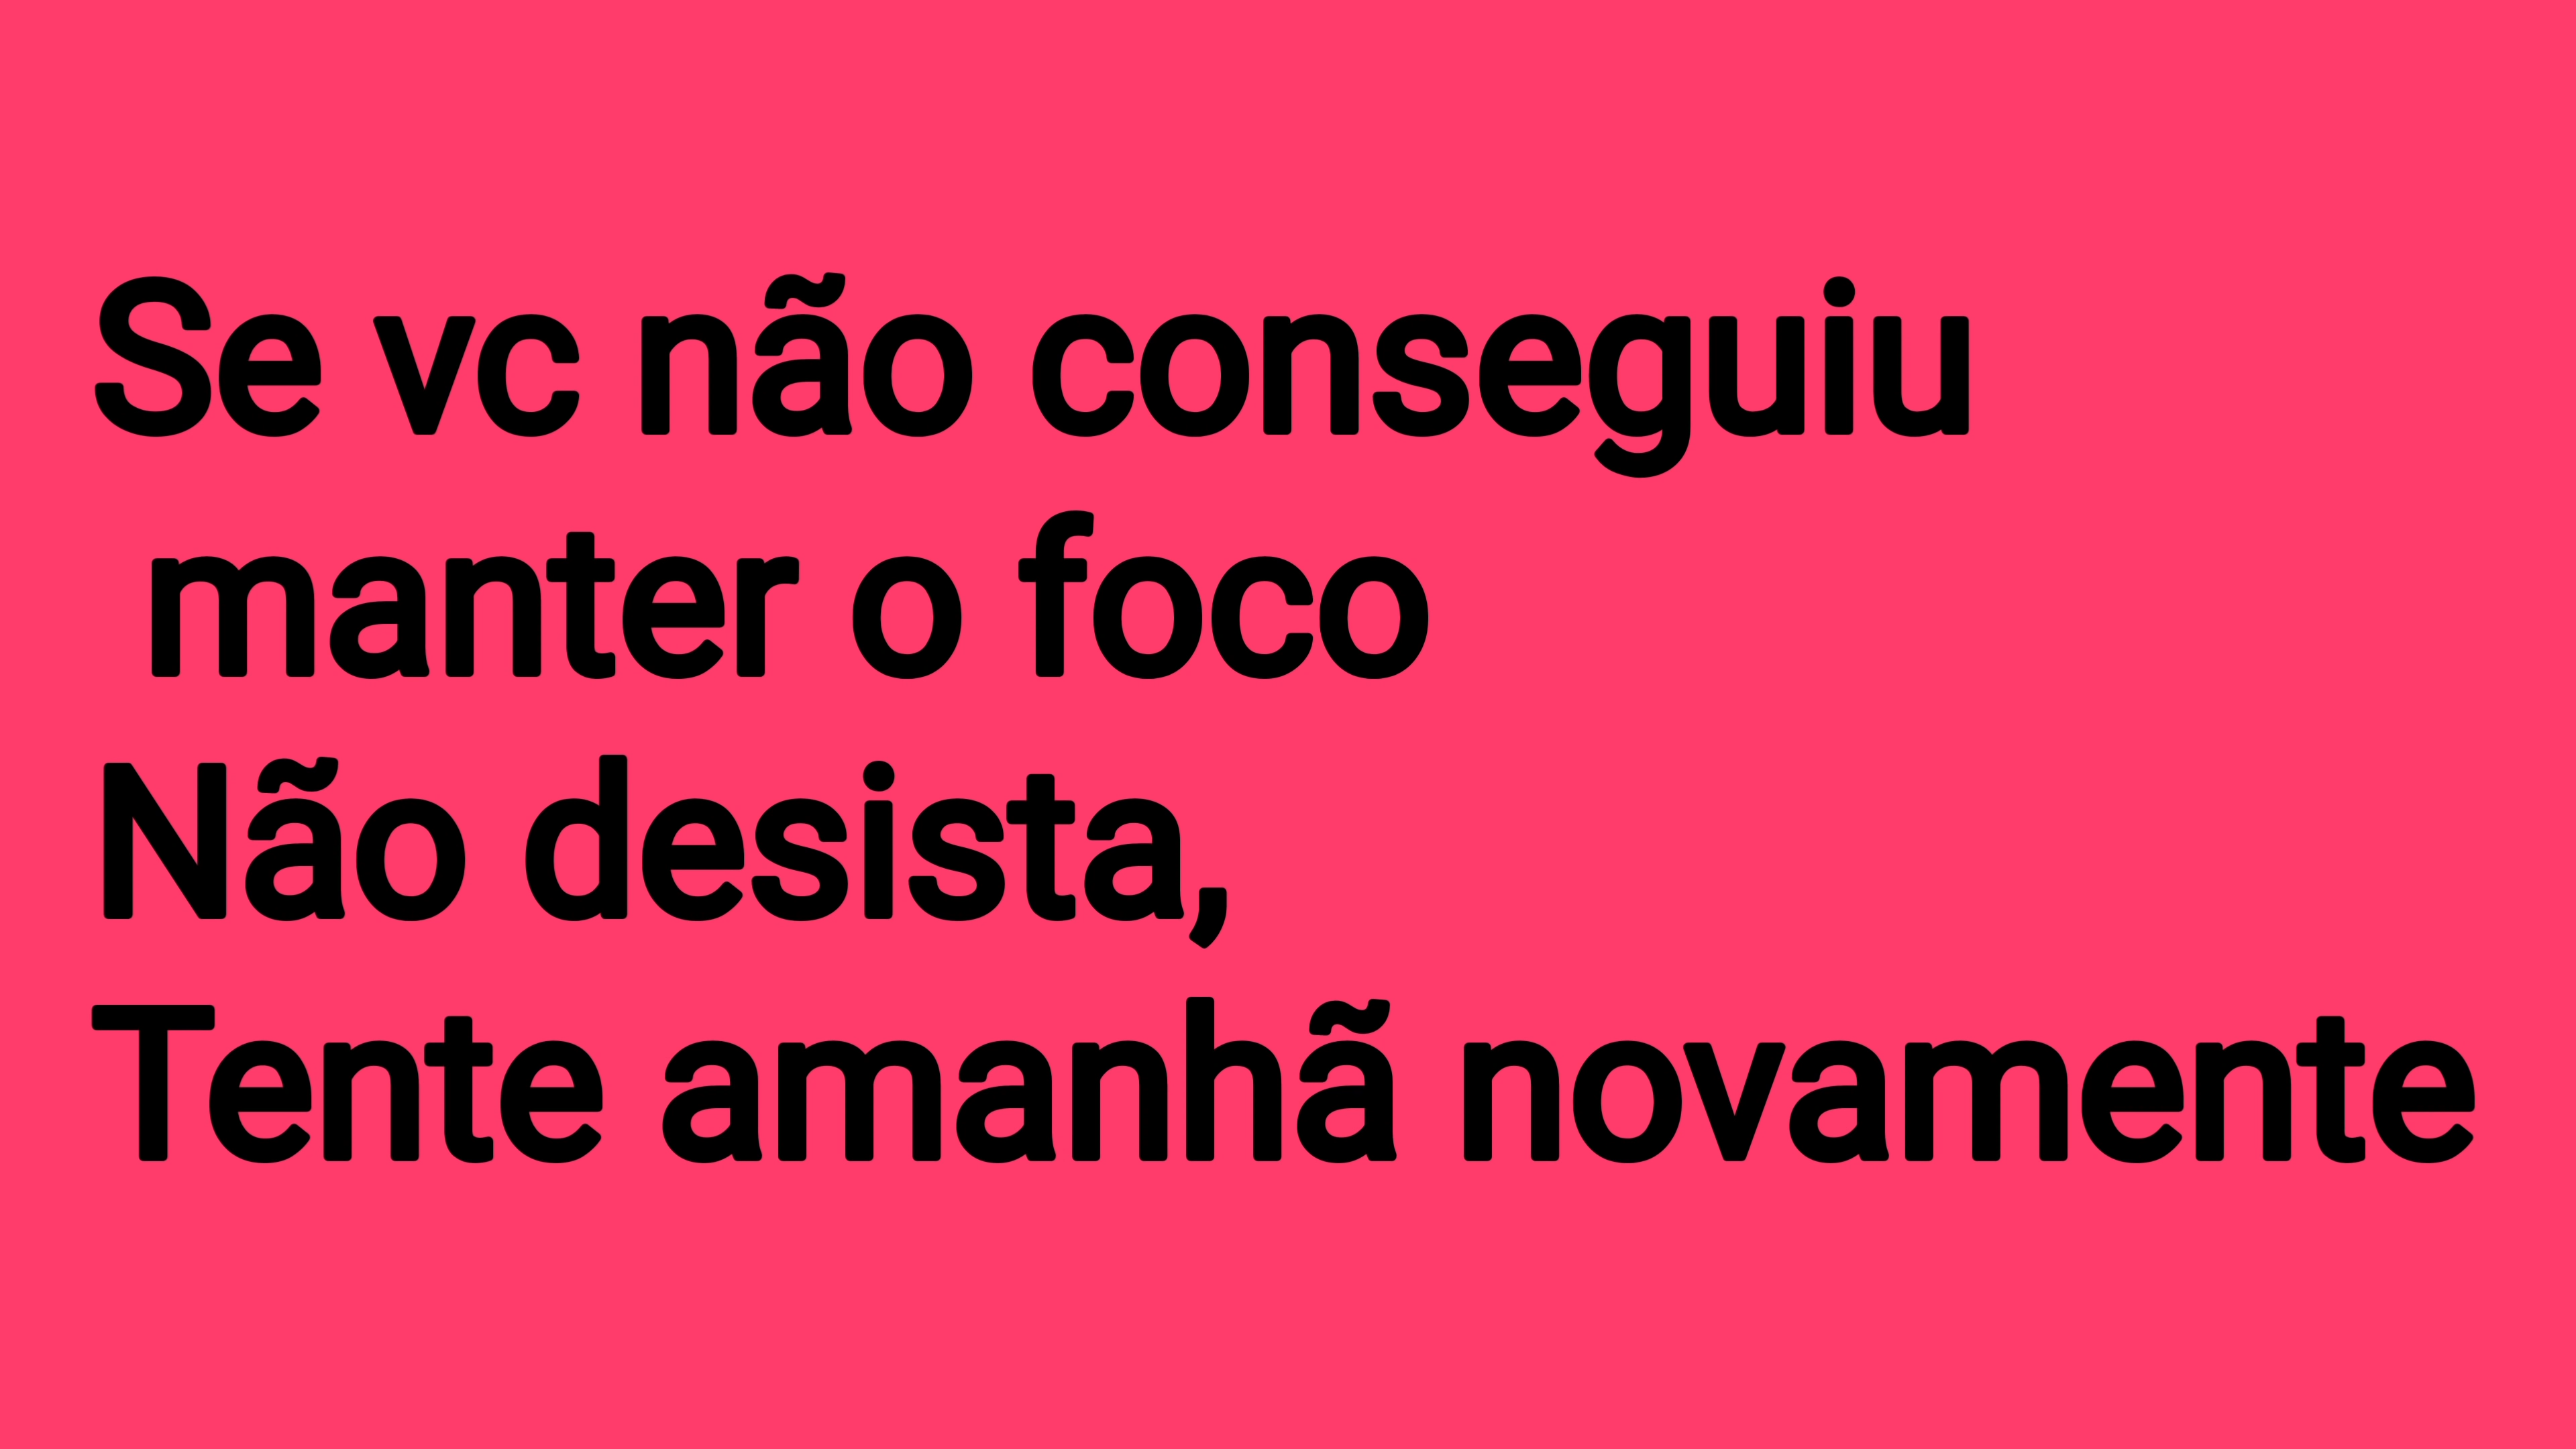 Se vc não conseguiu
manter o foco
Não desista,
Tente amanhã novamente